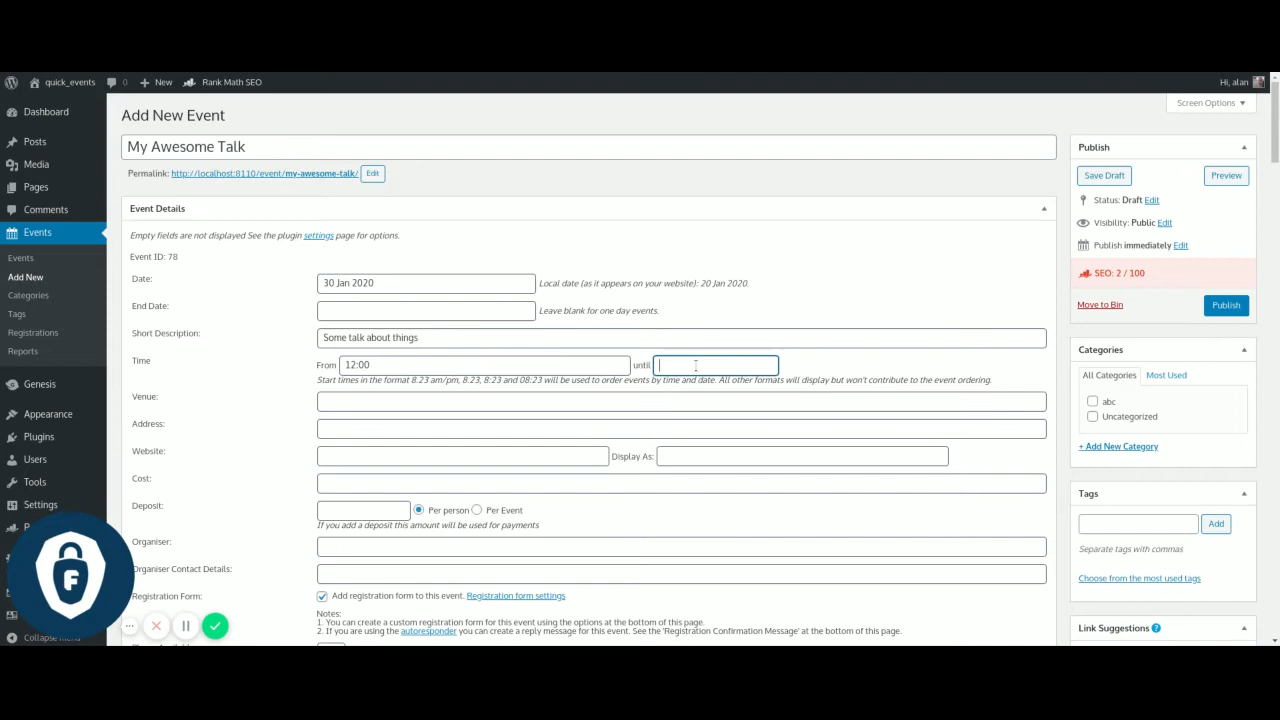 quick_events 0 New Rank Math SEO Hi, alan
Screen Options
Dashboard
Posts
Media
Pages
Comments
Events
Events
Add New
Categories
Tags
Registrations
Reports
Genesis
Appearance
Plugins
Users
Tools
Settings
Collapse menu
F
Add New Event
My Awesome Talk
Permalink: http://localhost:8110/event/my-awesome-talk/ Edit
Event Details
Empty fields are not displayed See the plugin settings page for options.
Event ID: 78
Date: 30 Jan 2020 Local date (as it appears on your website): 20 Jan 2020.
End Date: Leave blank for one day events.
Short Description: Some talk about things
Time From 12:00 until
Start times in the format 8.23 am/pm, 8.23, 8:23 and 08:23 will be used to order events by time and date. All other formats will display but won't contribute to the event ordering.
Venue:
Address:
Website: Display As:
Cost:
Deposit: Per person Per Event
If you add a deposit this amount will be used for payments
Organiser:
Organiser Contact Details:
Registration Form: Add registration form to this event. Registration form settings
Notes:
1. You can create a custom registration form for this event using the options at the bottom of this page.
2. If you are using the autoresponder you can create a reply message for this event. See the 'Registration Confirmation Message' at the bottom of this page.
Publish
Save Draft Preview
Status: Draft Edit
Visibility: Public Edit
Publish immediately Edit
SEO: 2 / 100
Move to Bin Publish
Categories
All Categories Most Used
abc
Uncategorized
+ Add New Category
Tags
Add
Separate tags with commas
Choose from the most used tags
Link Suggestions ?